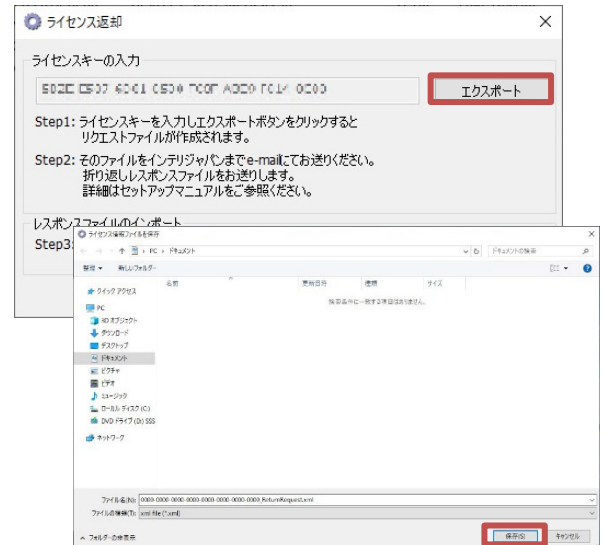 ライセンス返却
ライセンスキーの入力
エクスポート
Step1: ライセンスキーを入力しエクスポートボタンをクリックすると
リクエストファイルが作成されます。
Step2: そのファイルをインテリジャパンまでe-mailにてお送りください。
折り返しレスポンスファイルをお送りします。
詳細はセットアップマニュアルをご参照ください。
レスポンスファイルのインポート
Step3:
ライセンス情報ファイルを保存
PC › ドキュメント
ドキュメントの検索
整理 新しいフォルダー
名前 更新日時 種類 サイズ
検索条件に一致する項目はありません。
クイック アクセス
PC
3D オブジェクト
ダウンロード
デスクトップ
ドキュメント
ピクチャ
ビデオ
ミュージック
ローカル ディスク (C:)
DVD ドライブ (D:) SSS
ネットワーク
ファイル名(N): 0000-0000-0000-0000-0000-0000-0000-0000_ReturnRequest.xml
ファイルの種類(T): xml file (*.xml)
フォルダーの非表示
保存(S) キャンセル